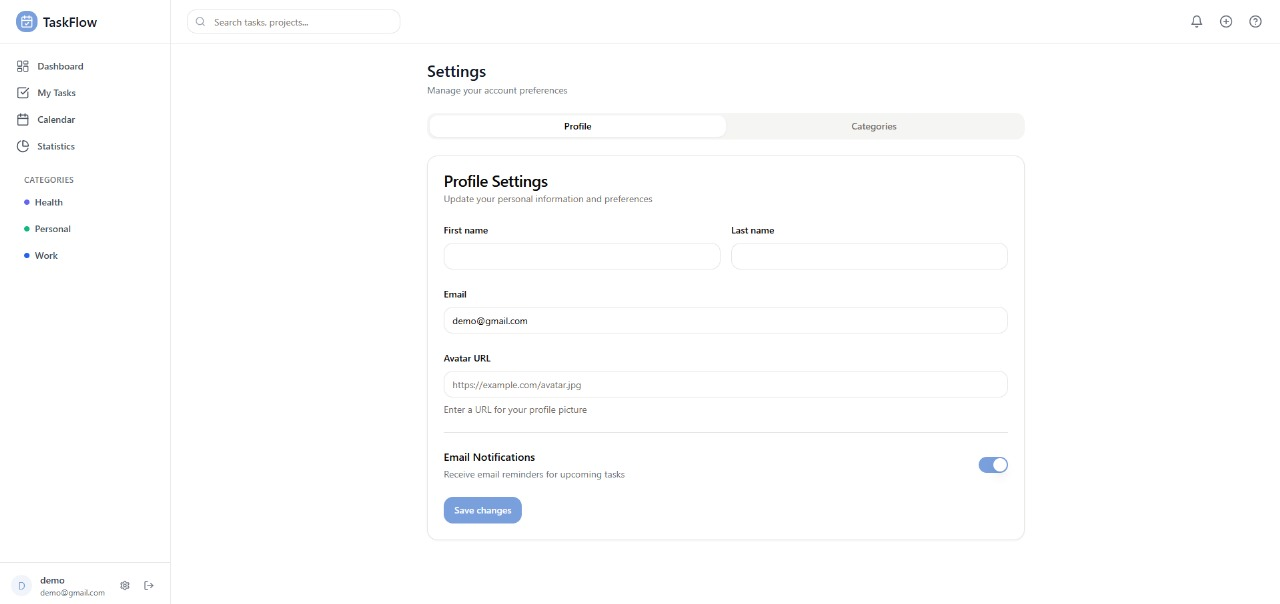 TaskFlow
Search tasks, projects...
Dashboard
My Tasks
Calendar
Statistics
CATEGORIES
Health
Personal
Work
Settings
Manage your account preferences
Profile
Categories
Profile Settings
Update your personal information and preferences
First name
Last name
Email
demo@gmail.com
Avatar URL
https://example.com/avatar.jpg
Enter a URL for your profile picture
Email Notifications
Receive email reminders for upcoming tasks
Save changes
D
demo
demo@gmail.com